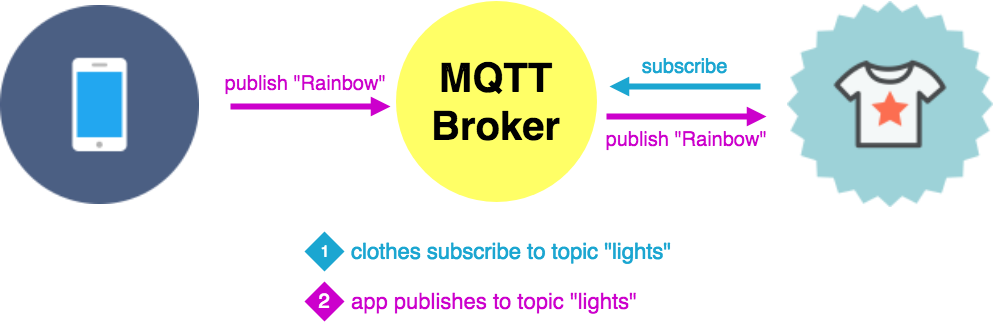 publish "Rainbow"
MQTT
Broker
subscribe
publish "Rainbow"
1 clothes subscribe to topic "lights"
2 app publishes to topic "lights"